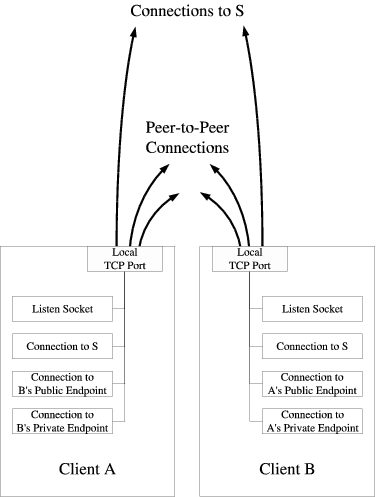 Connections to S
Peer-to-Peer
Connections
Local
TCP Port
Listen Socket
Connection to S
Connection to
B's Public Endpoint
Connection to
B's Private Endpoint
Client A
Local
TCP Port
Listen Socket
Connection to S
Connection to
A's Public Endpoint
Connection to
A's Private Endpoint
Client B